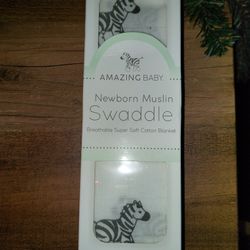 AMAZING BABY
Newborn Muslin
Swaddle
Breathable Super Soft Cotton Blanket